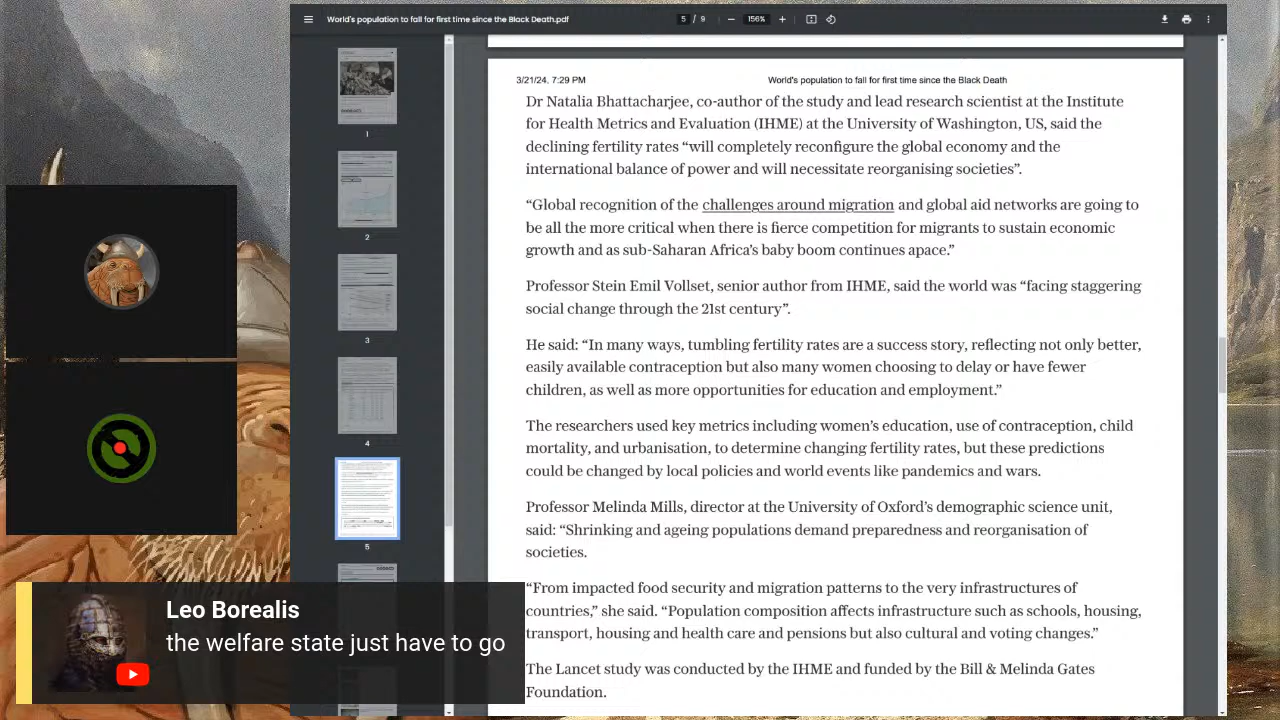 World's population to fall for first time since the Black Death.pdf
5 / 9
156%
3/21/24, 7:29 PM
World's population to fall for first time since the Black Death
Dr Natalia Bhattacharjee, co-author of the study and lead research scientist at the Institute
for Health Metrics and Evaluation (IHME) at the University of Washington, US, said the
declining fertility rates “will completely reconfigure the global economy and the
international balance of power and will necessitate reorganising societies”.
“Global recognition of the challenges around migration and global aid networks are going to
be all the more critical when there is fierce competition for migrants to sustain economic
growth and as sub-Saharan Africa’s baby boom continues apace.”
Professor Stein Emil Vollset, senior author from IHME, said the world was “facing staggering
social change through the 21st century”.
He said: “In many ways, tumbling fertility rates are a success story, reflecting not only better,
easily available contraception but also many women choosing to delay or have fewer
children, as well as more opportunities for education and employment.”
The researchers used key metrics including women’s education, use of contraception, child
mortality, and urbanisation, to determine changing fertility rates, but these predictions
could be changed by local policies and world events like pandemics and wars.
Professor Melinda Mills, director at the University of Oxford’s demographic science unit,
said: “Shrinking and ageing populations demand preparedness and reorganisation of
societies.
“From impacted food security and migration patterns to the very infrastructures of
countries,” she said. “Population composition affects infrastructure such as schools, housing,
transport, housing and health care and pensions but also cultural and voting changes.”
The Lancet study was conducted by the IHME and funded by the Bill & Melinda Gates
Foundation.
1
2
3
4
5
Leo Borealis
the welfare state just have to go